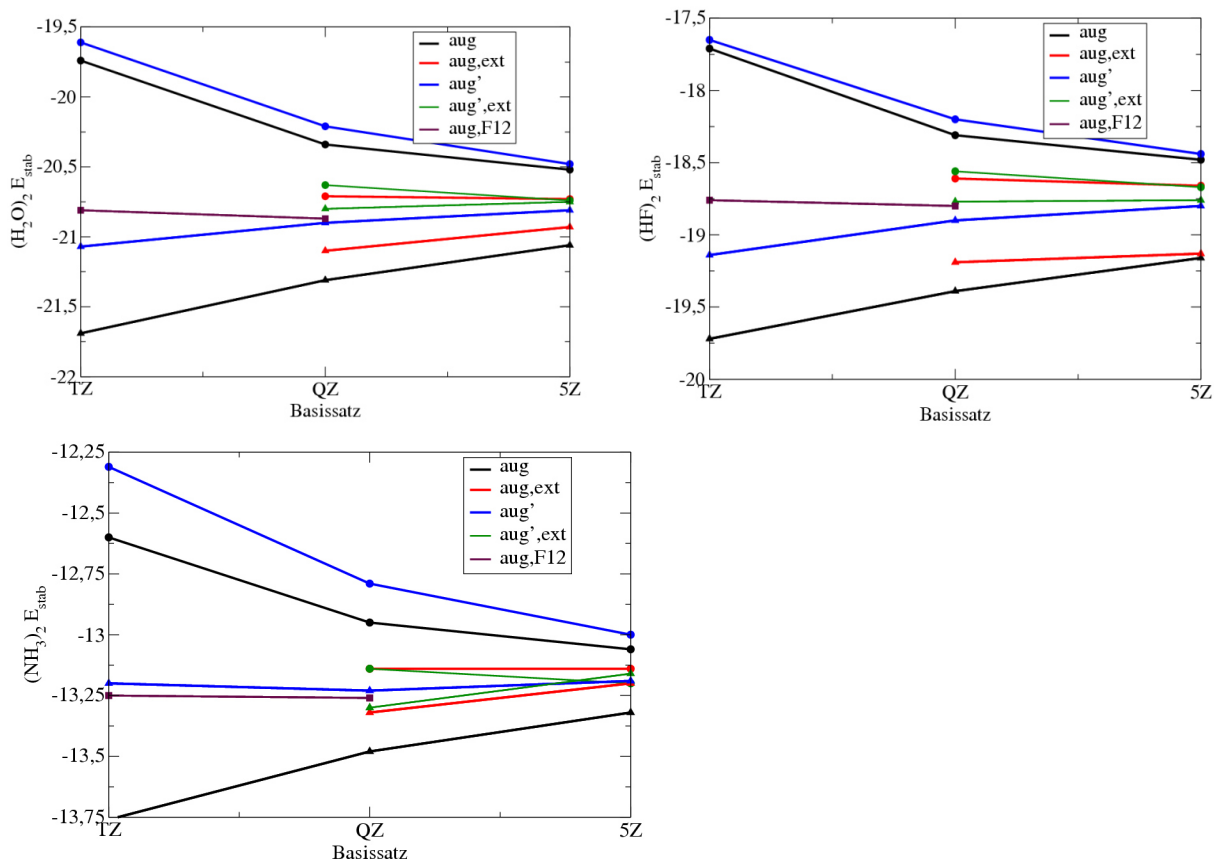 (H₂O)₂ E_stab
-19,5
-20
-20,5
-21
-21,5
-22
TZ
QZ
5Z
Basissatz
aug
aug,ext
aug'
aug',ext
aug,F12
(HF)₂ E_stab
-17,5
-18
-18,5
-19
-19,5
-20
TZ
QZ
5Z
Basissatz
aug
aug,ext
aug'
aug',ext
aug,F12
(NH₃)₂ E_stab
-12,25
-12,5
-12,75
-13
-13,25
-13,5
-13,75
TZ
QZ
5Z
Basissatz
aug
aug,ext
aug'
aug',ext
aug,F12